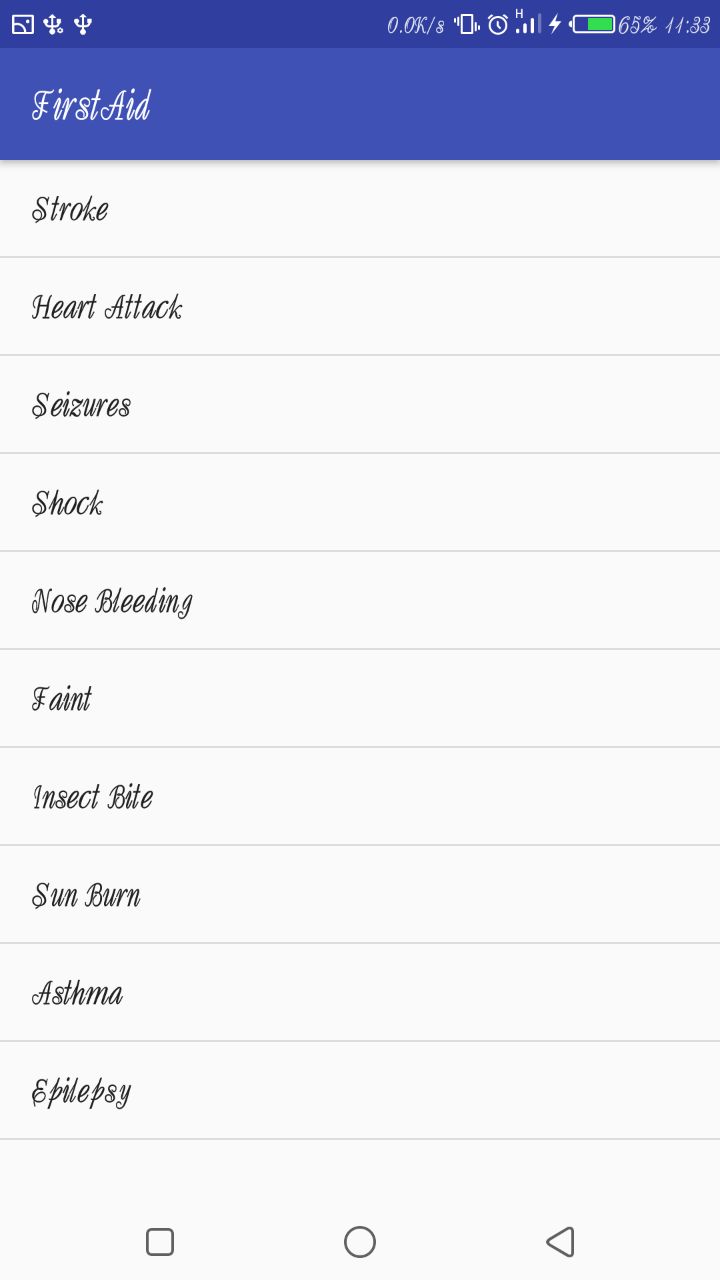 0.0K/s H 65% 11:33
FirstAid
Stroke
Heart Attack
Seizures
Shock
Nose Bleeding
Faint
Insect Bite
Sun Burn
Asthma
Epilepsy